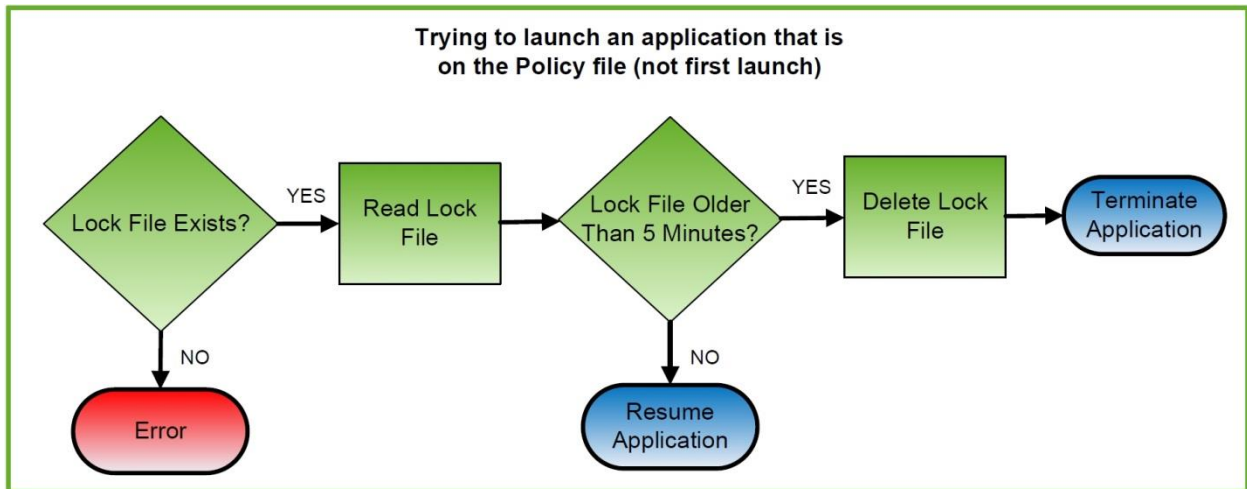 Trying to launch an application that is
on the Policy file (not first launch)
Lock File Exists?
YES
Read Lock
File
Lock File Older
Than 5 Minutes?
YES
Delete Lock
File
Terminate
Application
NO
Error
NO
Resume
Application